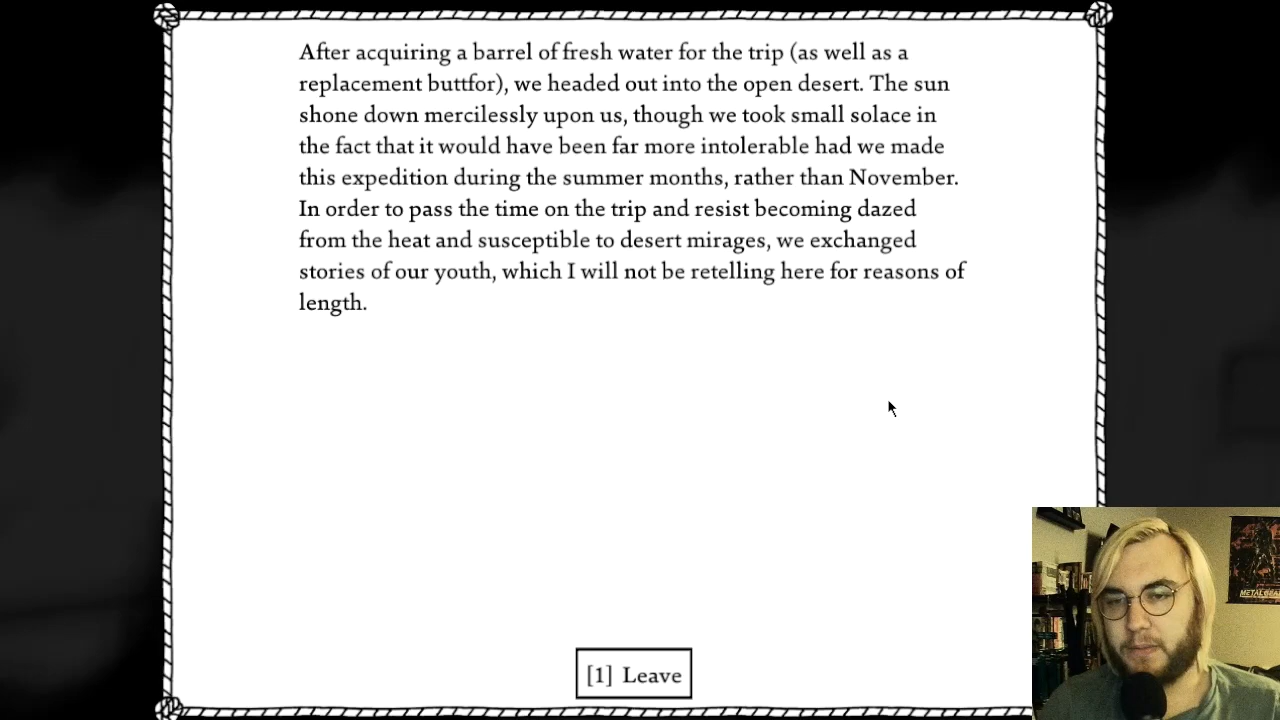 After acquiring a barrel of fresh water for the trip (as well as a
replacement buttfor), we headed out into the open desert. The sun
shone down mercilessly upon us, though we took small solace in
the fact that it would have been far more intolerable had we made
this expedition during the summer months, rather than November.
In order to pass the time on the trip and resist becoming dazed
from the heat and susceptible to desert mirages, we exchanged
stories of our youth, which I will not be retelling here for reasons of
length.
[1] Leave